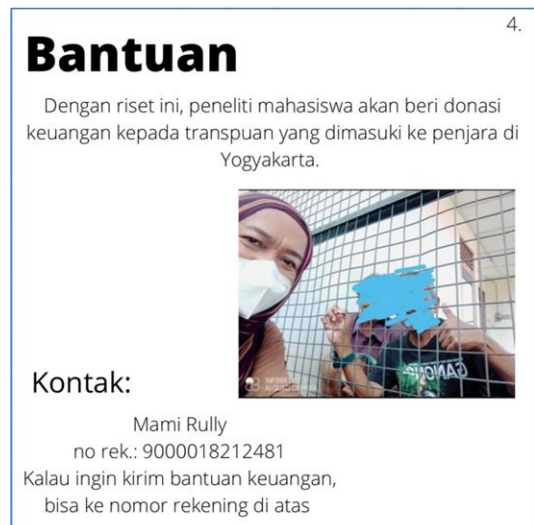 4.
Bantuan
Dengan riset ini, peneliti mahasiswa akan beri donasi
keuangan kepada transpuan yang dimasuki ke penjara di
Yogyakarta.
GANJONG
Kontak:
Mami Rully
no rek.: 9000018212481
Kalau ingin kirim bantuan keuangan,
bisa ke nomor rekening di atas